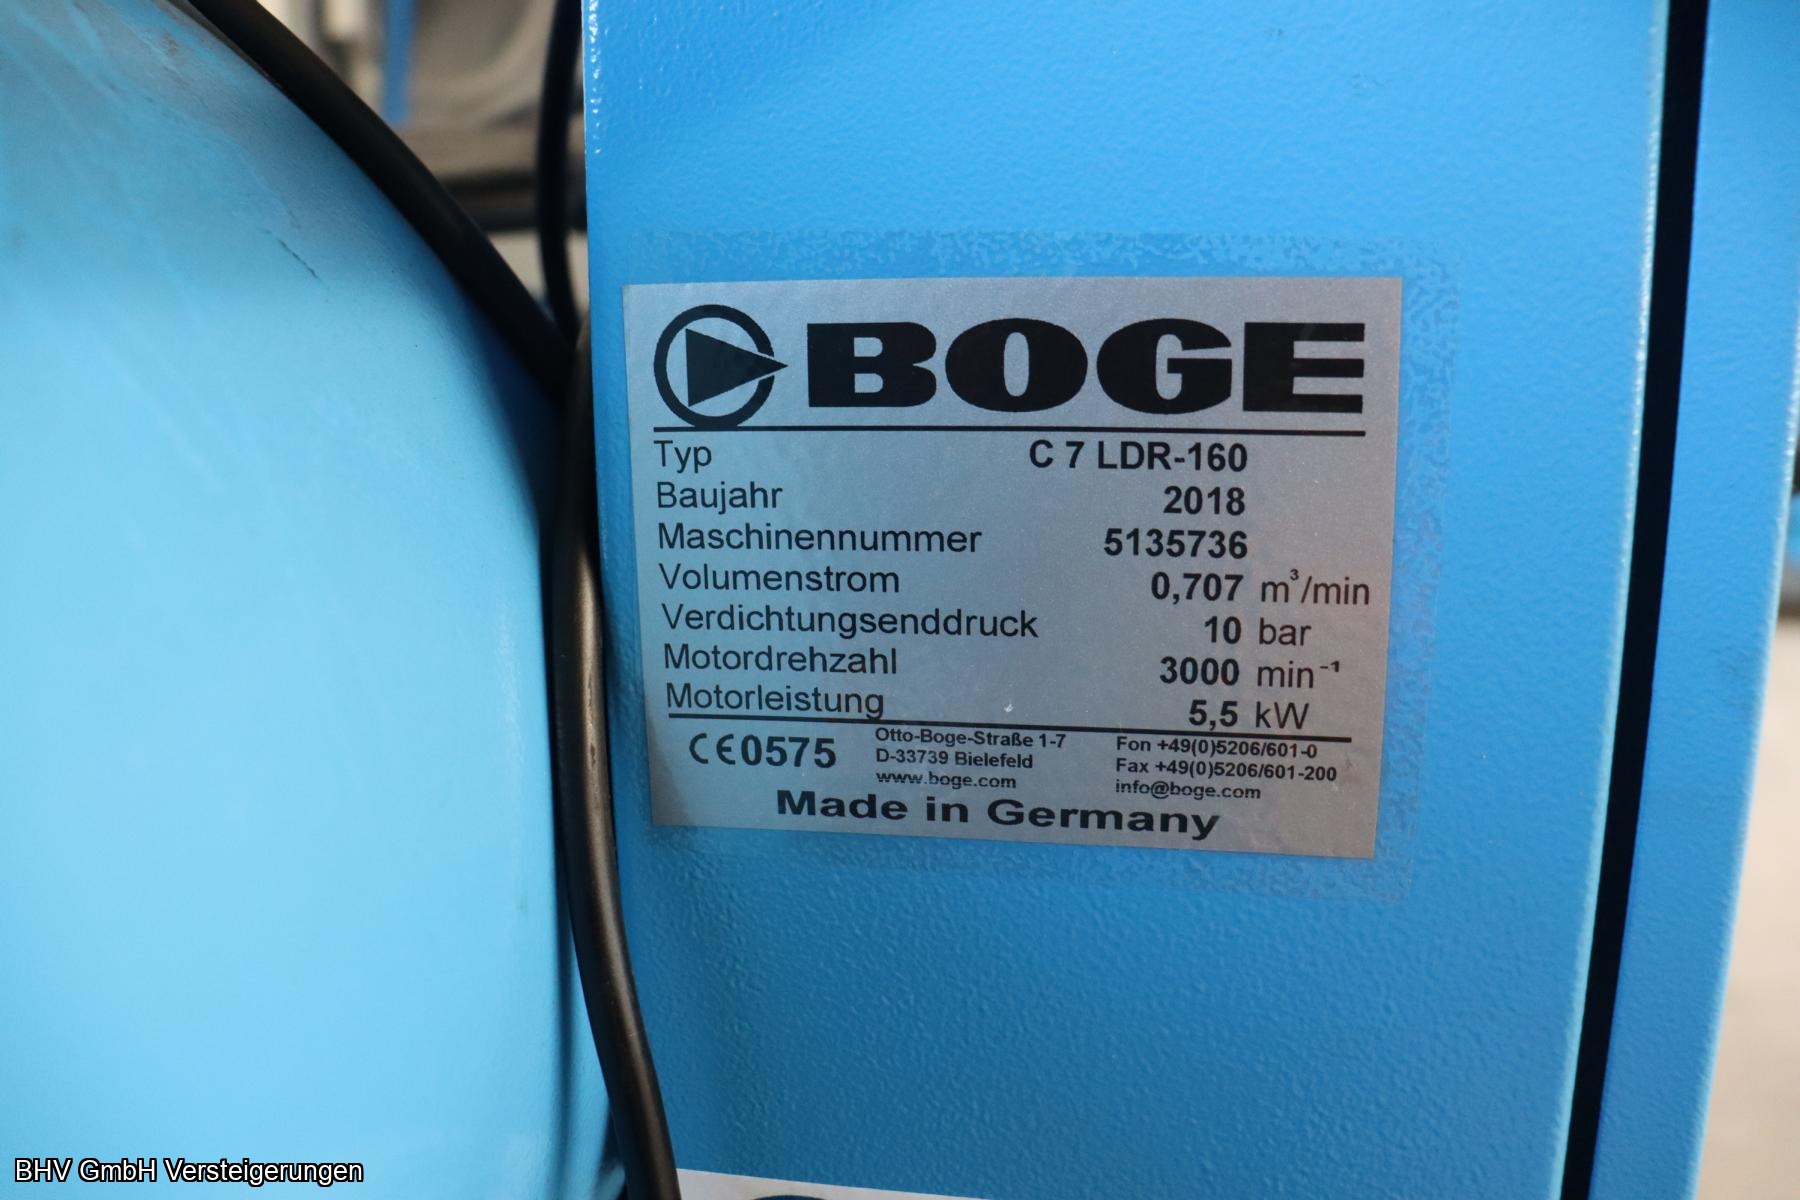 BOGE
Typ C 7 LDR-160
Baujahr 2018
Maschinennummer 5135736
Volumenstrom 0,707 m³/min
Verdichtungsenddruck 10 bar
Motordrehzahl 3000 min⁻¹
Motorleistung 5,5 kW
CE0575
Otto-Boge-Straße 1-7
D-33739 Bielefeld
www.boge.com
Fon +49(0)5206/601-0
Fax +49(0)5206/601-200
info@boge.com
Made in Germany
BHV GmbH Versteigerungen